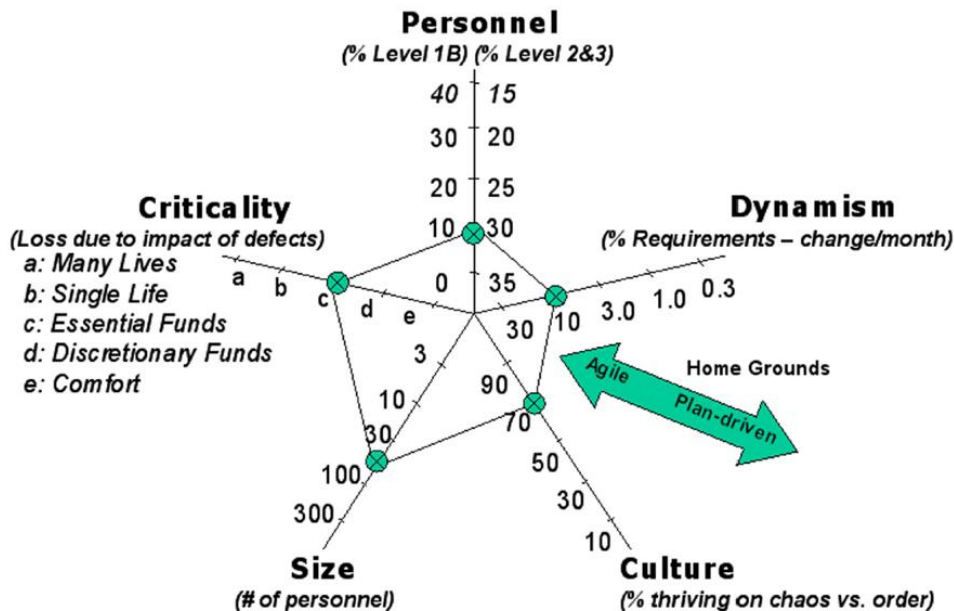 Personnel
(% Level 1B) (% Level 2&3)
40 15
30 20
20 25
10 30
0 35
Criticality
(Loss due to impact of defects)
a: Many Lives
b: Single Life
c: Essential Funds
d: Discretionary Funds
e: Comfort
a b c d e
Dynamism
(% Requirements – change/month)
30 10 3.0 1.0 0.3
Agile
Home Grounds
Plan-driven
3
10
30
100
300
Size
(# of personnel)
90
70
50
30
10
Culture
(% thriving on chaos vs. order)